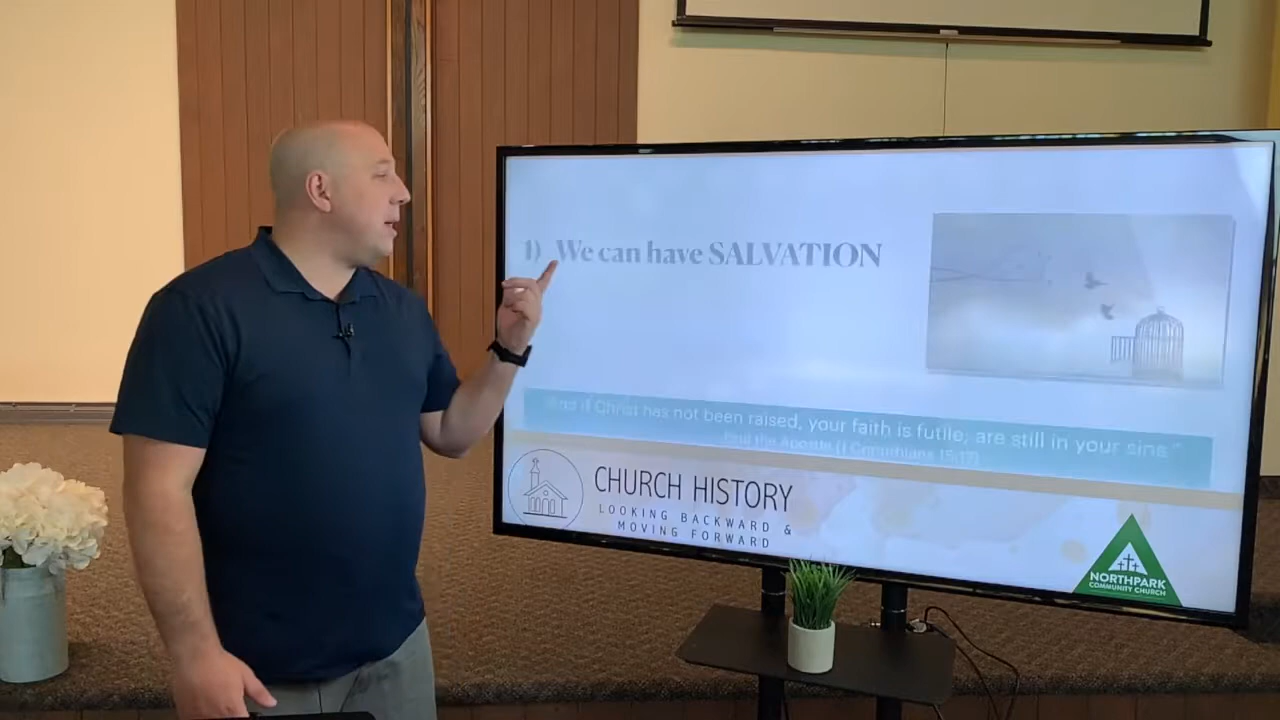 1) We can have SALVATION
"And if Christ has not been raised, your faith is futile, are still in your sins."
Paul the Apostle (1 Corinthians 15:17)
CHURCH HISTORY
LOOKING BACKWARD &
MOVING FORWARD
NORTHPARK
COMMUNITY CHURCH